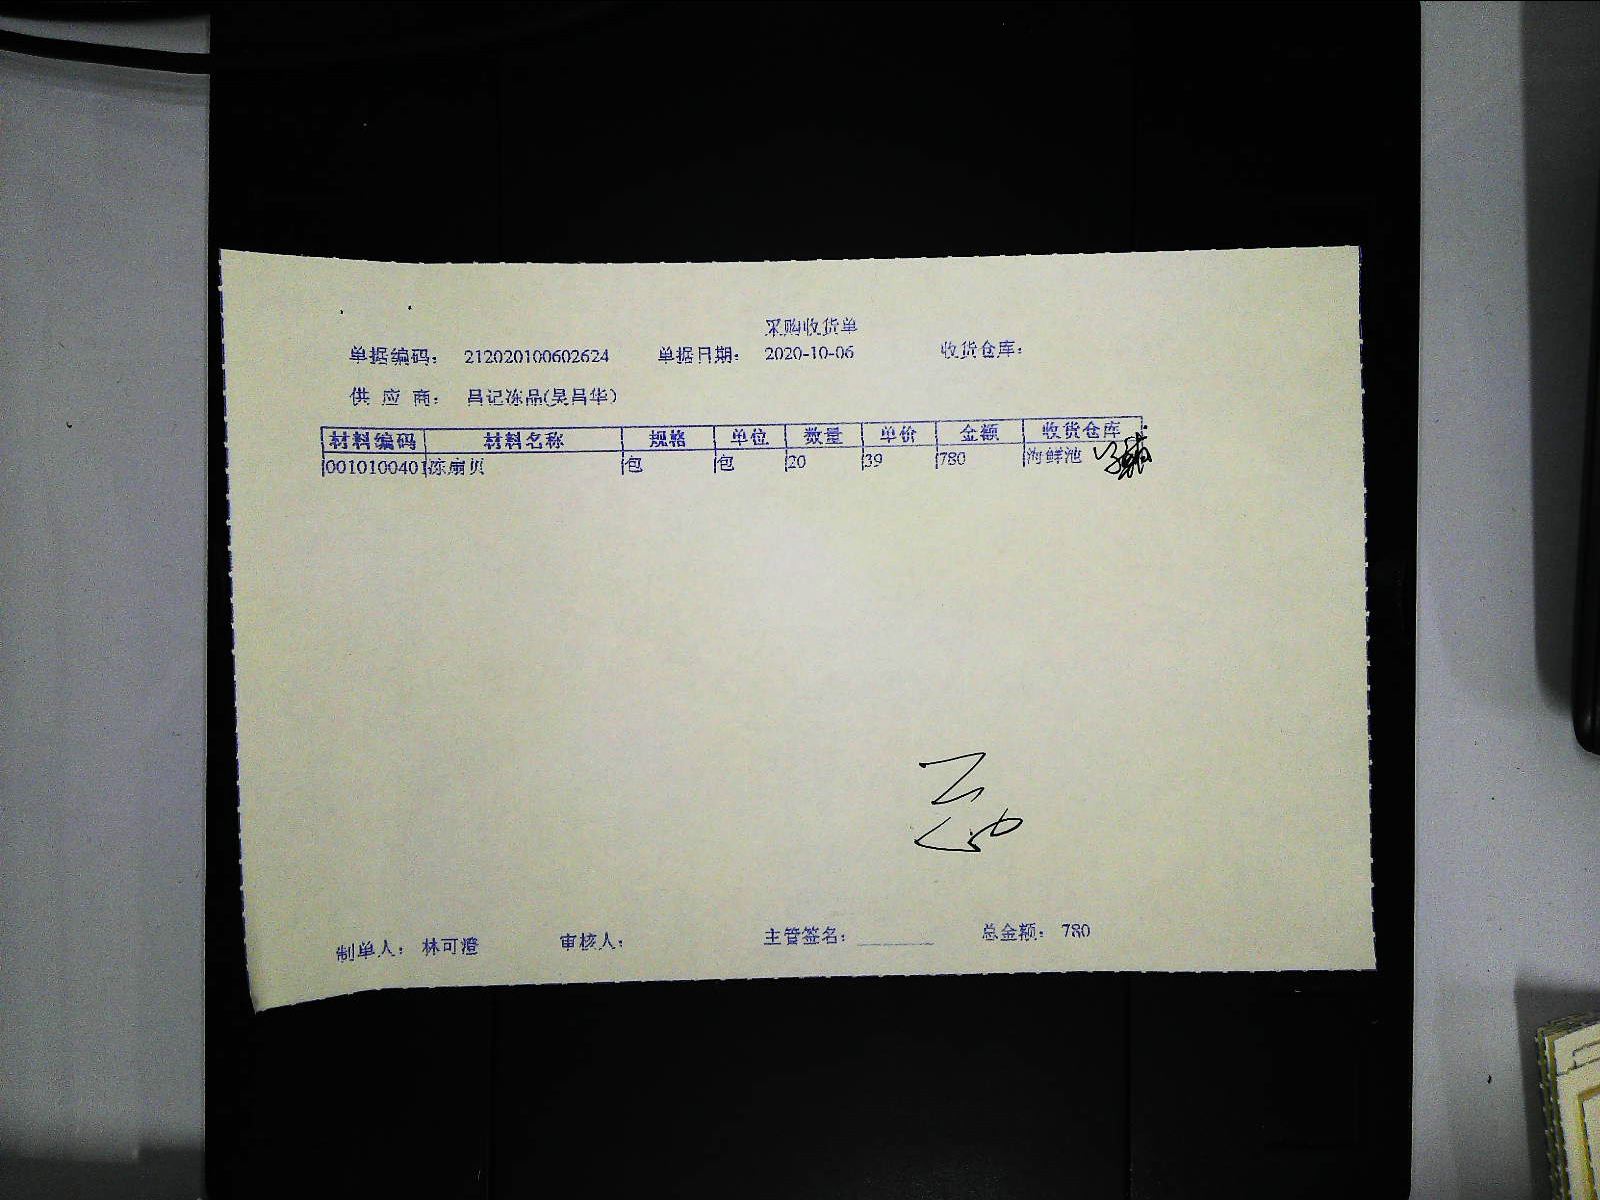 采购收货单
单据编码： 212020100602624 单据日期： 2020-10-06 收货仓库：
供 应 商： 吕记冻品(吴吕华)
材料编码 材料名称 规格 单位 数量 单价 金额 收货仓库
0010100401 冻扇贝 包 包 20 39 780 海鲜池
制单人： 林可澄 审核人： 主管签名： 总金额： 780